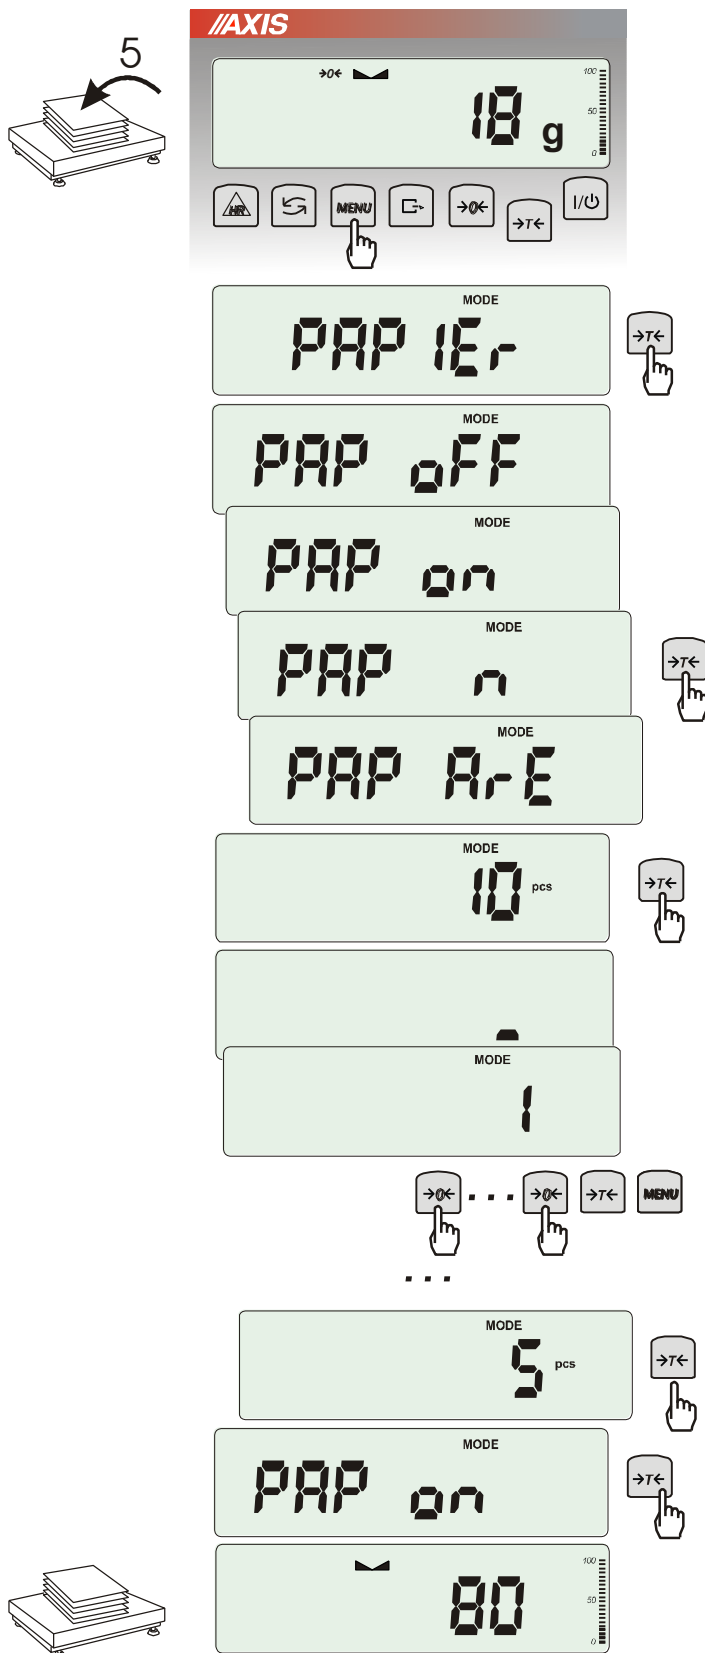 AXIS
5
→0←
100
18 g
50
0
HR
MENU
→0←
→T←
I/⏻
MODE
PAPIEr
→T←
MODE
PAP oFF
MODE
PAP on
MODE
PAP n
→T←
MODE
PAP ArE
MODE
10 pcs
→T←
MODE
1
→0← . . . →0← →T← MENU
. . .
MODE
5 pcs
→T←
MODE
PAP on
→T←
100
80
50
0